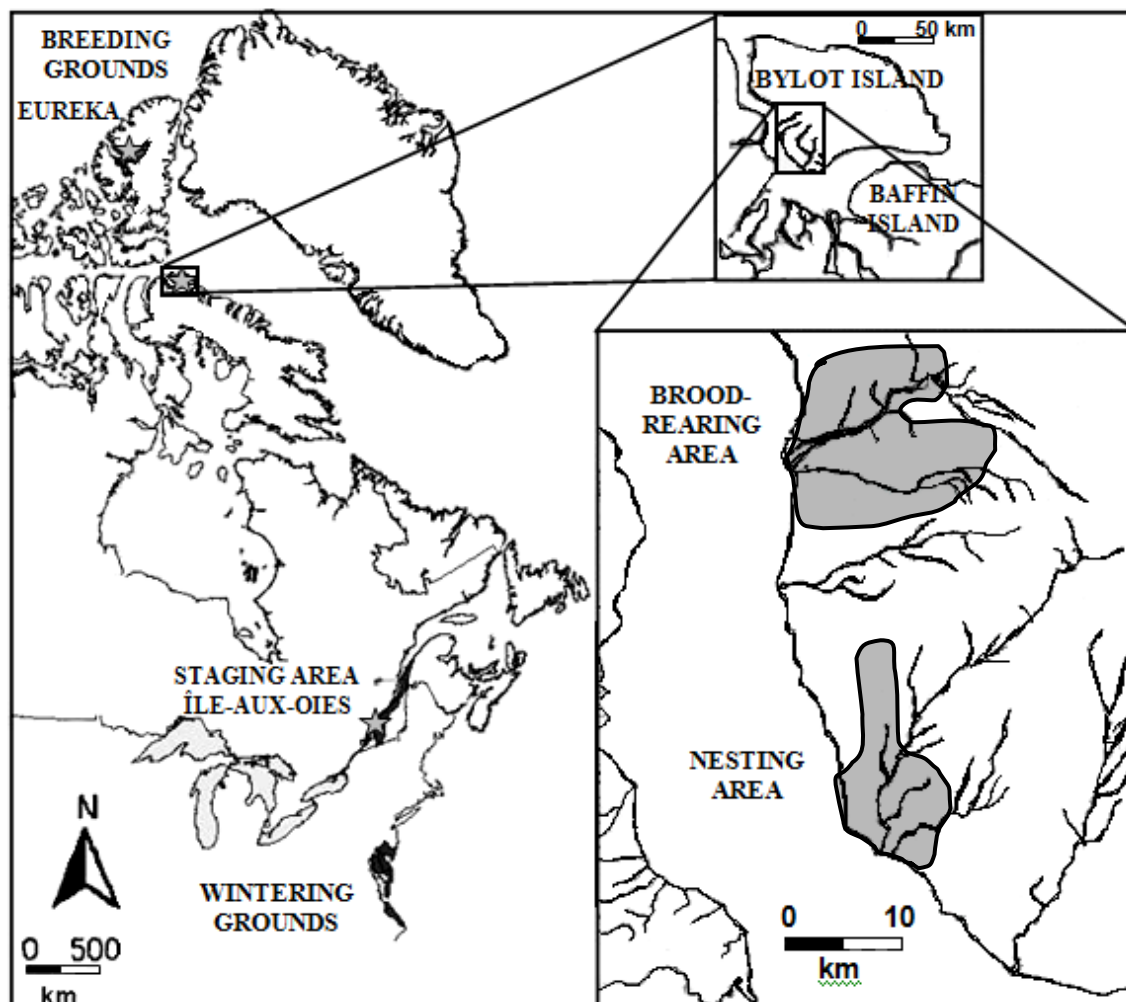 BREEDING
GROUNDS
EUREKA
STAGING AREA
ÎLE-AUX-OIES
WINTERING
GROUNDS
N
0 500
km
0 50 km
BYLOT ISLAND
BAFFIN
ISLAND
BROOD-
REARING
AREA
NESTING
AREA
0 10
km